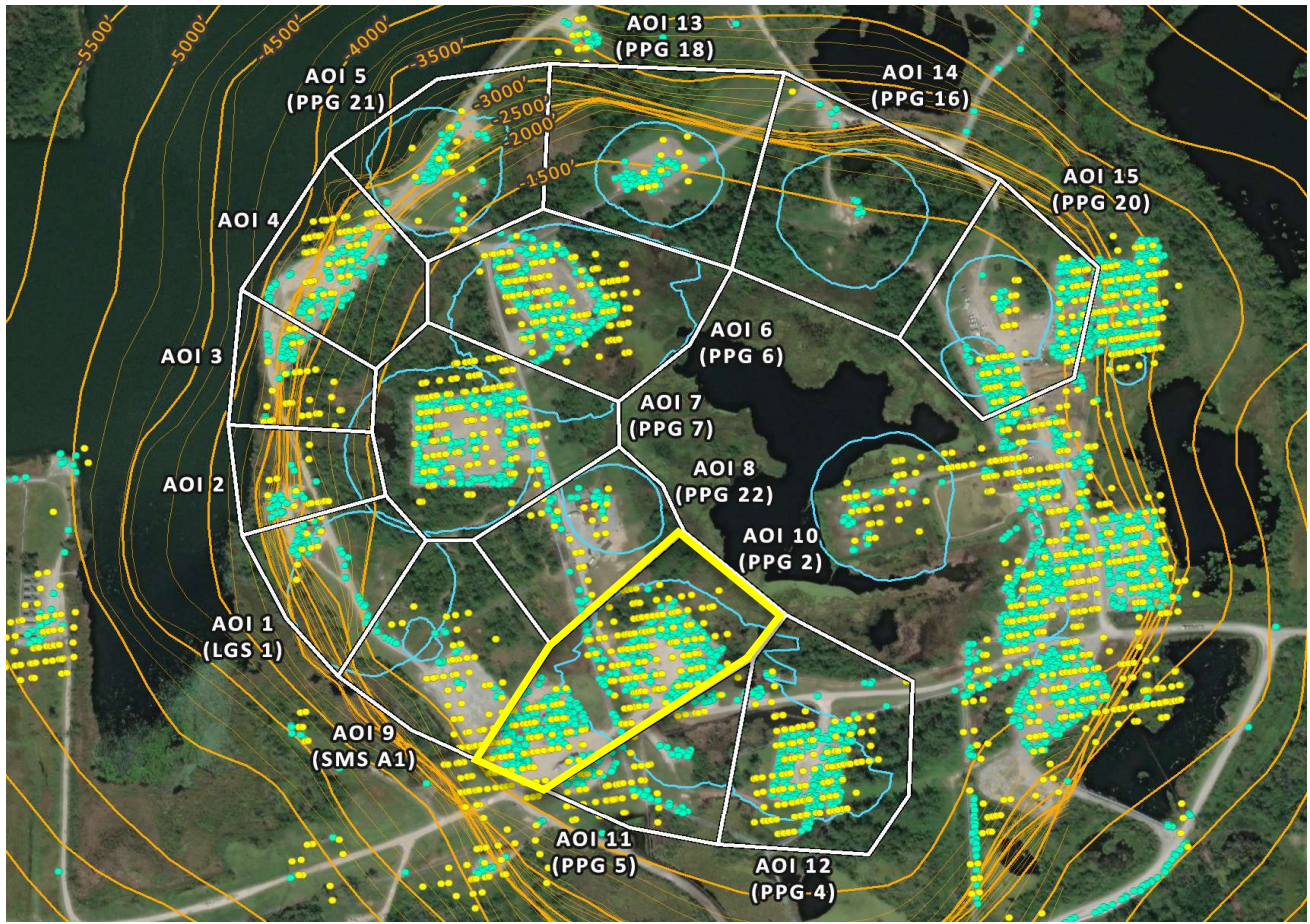 -5500'
-5000'
-4500'
-4000'
-3500'
-3000'
-2500'
-2000'
-1500'
AOI 13
(PPG 18)
AOI 5
(PPG 21)
AOI 14
(PPG 16)
AOI 15
(PPG 20)
AOI 4
AOI 3
AOI 6
(PPG 6)
AOI 7
(PPG 7)
AOI 2
AOI 8
(PPG 22)
AOI 10
(PPG 2)
AOI 1
(LGS 1)
AOI 9
(SMS A1)
AOI 11
(PPG 5)
AOI 12
(PPG 4)